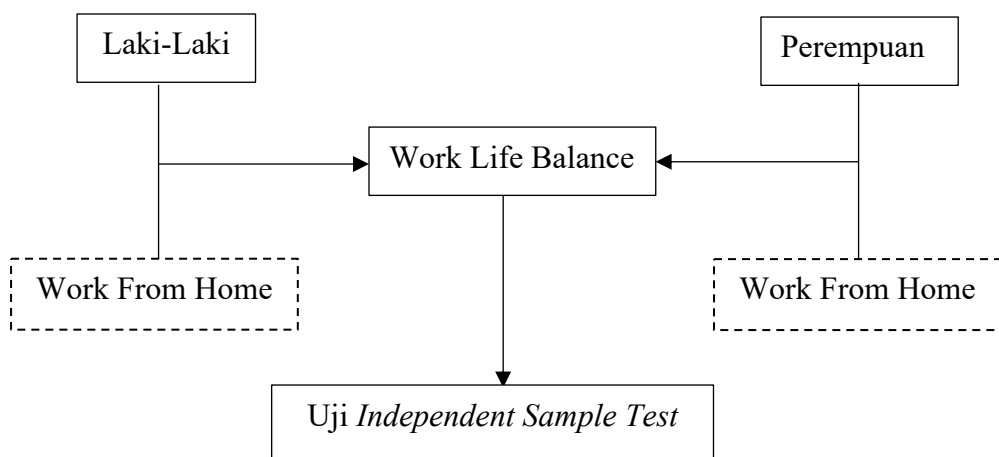 Laki-Laki
Perempuan
Work Life Balance
Work From Home
Work From Home
Uji Independent Sample Test